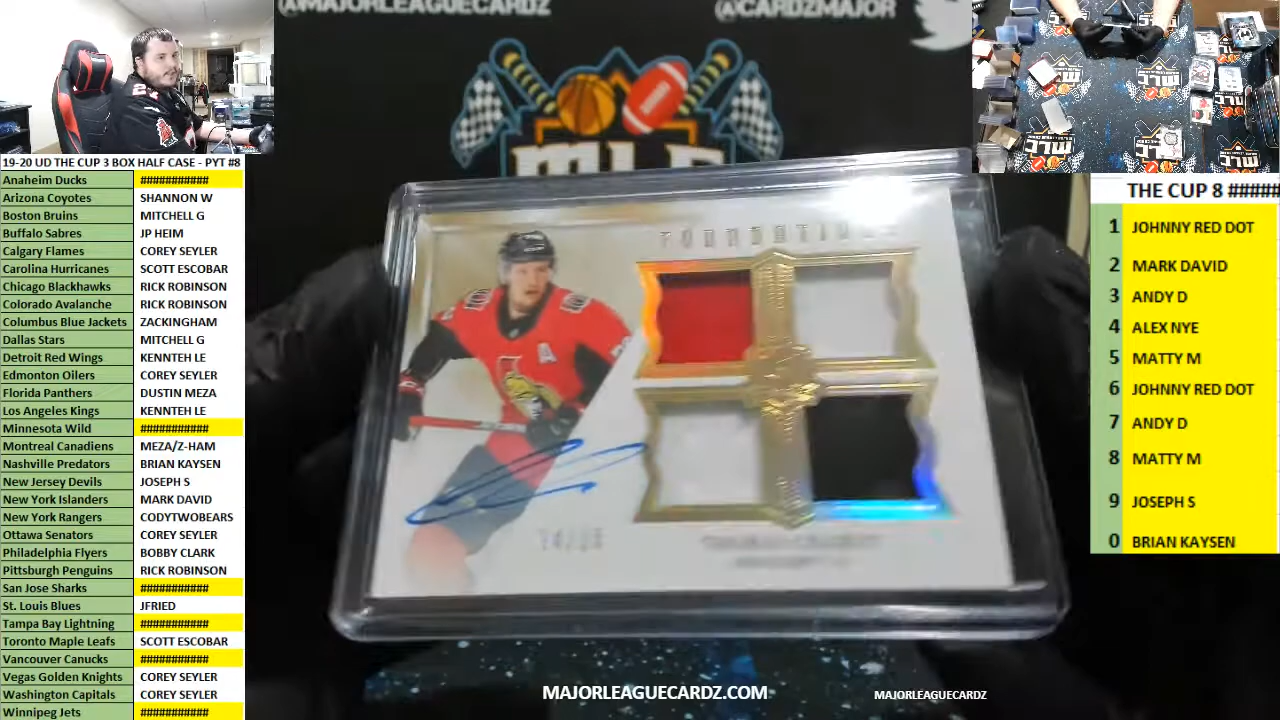 @MAJORLEAGUECARDZ
@CARDZMAJOR
19-20 UD THE CUP 3 BOX HALF CASE - PYT #8
Anaheim Ducks ###########
Arizona Coyotes SHANNON W
Boston Bruins MITCHELL G
Buffalo Sabres JP HEIM
Calgary Flames COREY SEYLER
Carolina Hurricanes SCOTT ESCOBAR
Chicago Blackhawks RICK ROBINSON
Colorado Avalanche RICK ROBINSON
Columbus Blue Jackets ZACKINGHAM
Dallas Stars MITCHELL G
Detroit Red Wings KENNTEH LE
Edmonton Oilers COREY SEYLER
Florida Panthers DUSTIN MEZA
Los Angeles Kings KENNTEH LE
Minnesota Wild ###########
Montreal Canadiens MEZA/Z-HAM
Nashville Predators BRIAN KAYSEN
New Jersey Devils JOSEPH S
New York Islanders MARK DAVID
New York Rangers CODYTWOBEARS
Ottawa Senators COREY SEYLER
Philadelphia Flyers BOBBY CLARK
Pittsburgh Penguins RICK ROBINSON
San Jose Sharks ###########
St. Louis Blues JFRIED
Tampa Bay Lightning ###########
Toronto Maple Leafs SCOTT ESCOBAR
Vancouver Canucks ###########
Vegas Golden Knights COREY SEYLER
Washington Capitals COREY SEYLER
Winnipeg Jets ###########
A
THE CUP 8 #####
1 JOHNNY RED DOT
2 MARK DAVID
3 ANDY D
4 ALEX NYE
5 MATTY M
6 JOHNNY RED DOT
7 ANDY D
8 MATTY M
9 JOSEPH S
0 BRIAN KAYSEN
MAJORLEAGUECARDZ.COM
MAJORLEAGUECARDZ